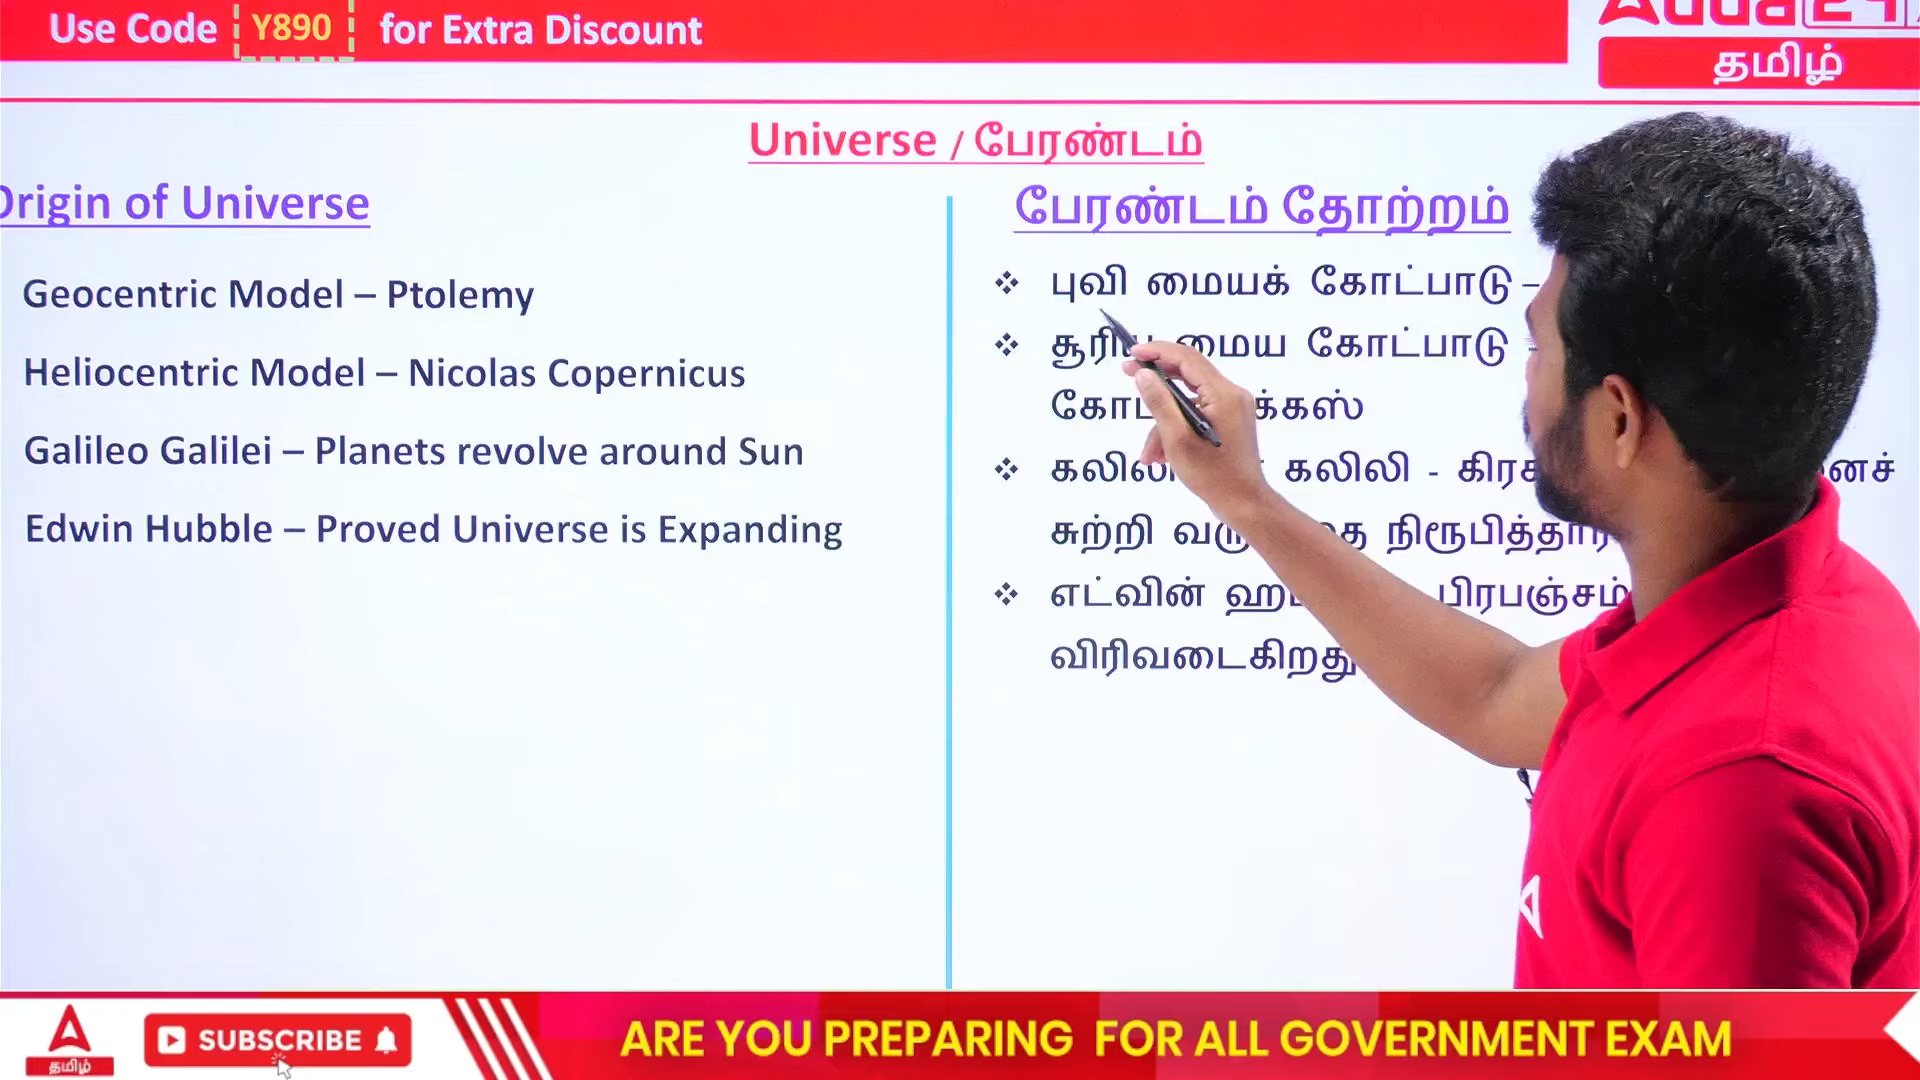 Use Code Y890 for Extra Discount
தமிழ்
Universe / பேரண்டம்
Origin of Universe
Geocentric Model – Ptolemy
Heliocentric Model – Nicolas Copernicus
Galileo Galilei – Planets revolve around Sun
Edwin Hubble – Proved Universe is Expanding
பேரண்டம் தோற்றம்
❖ புவி மையக் கோட்பாடு –
❖ மைய கோட்பாடு
❖ கலிலி -
சுற்றி
❖ எட்வின் பிரபஞ்சம்
விரிவடைகிறது
தமிழ்
SUBSCRIBE
ARE YOU PREPARING FOR ALL GOVERNMENT EXAM